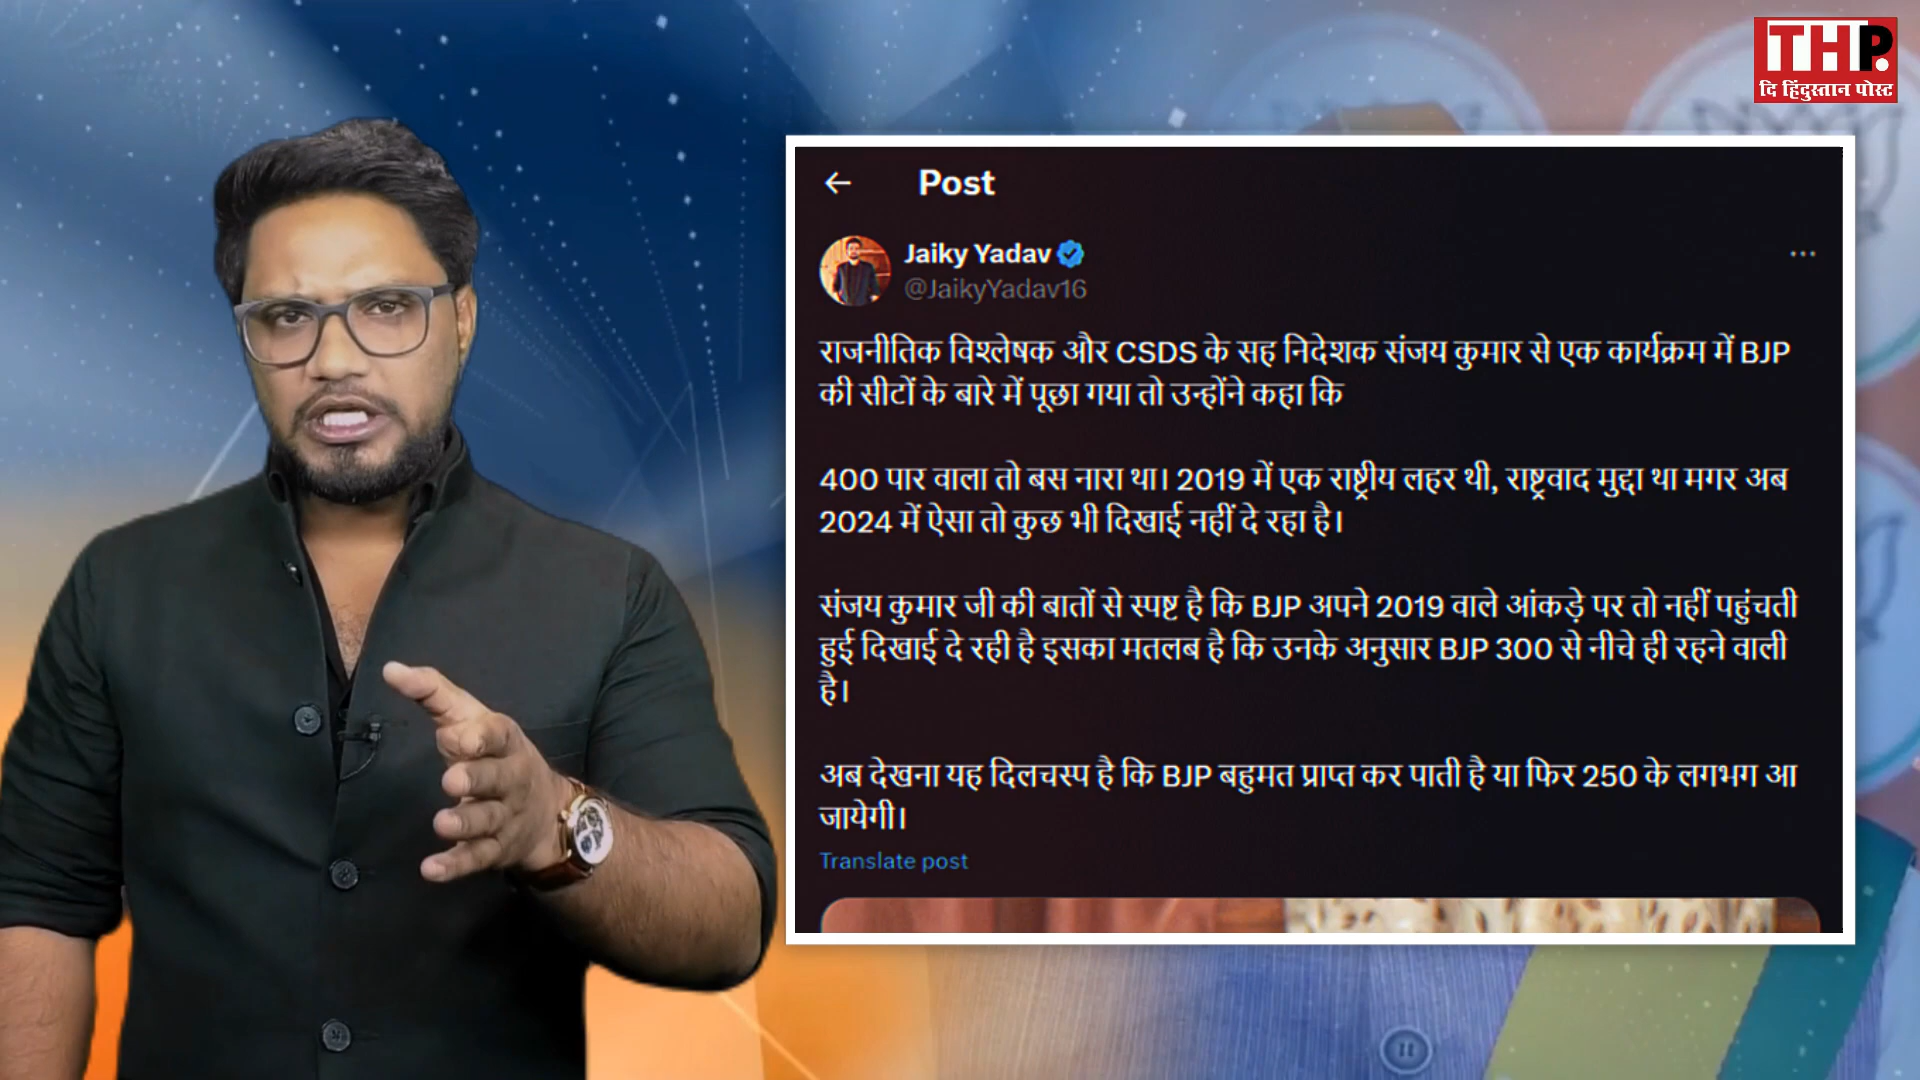 THP.
दि हिंदुस्तान पोस्ट
Post
Jaiky Yadav
@JaikyYadav16
राजनीतिक विश्लेषक और CSDS के सह निदेशक संजय कुमार से एक कार्यक्रम में BJP
की सीटों के बारे में पूछा गया तो उन्होंने कहा कि
400 पार वाला तो बस नारा था। 2019 में एक राष्ट्रीय लहर थी, राष्ट्रवाद मुद्दा था मगर अब
2024 में ऐसा तो कुछ भी दिखाई नहीं दे रहा है।
संजय कुमार जी की बातों से स्पष्ट है कि BJP अपने 2019 वाले आंकड़े पर तो नहीं पहुंचती
हुई दिखाई दे रही है इसका मतलब है कि उनके अनुसार BJP 300 से नीचे ही रहने वाली
है।
अब देखना यह दिलचस्प है कि BJP बहुमत प्राप्त कर पाती है या फिर 250 के लगभग आ
जायेगी।
Translate post